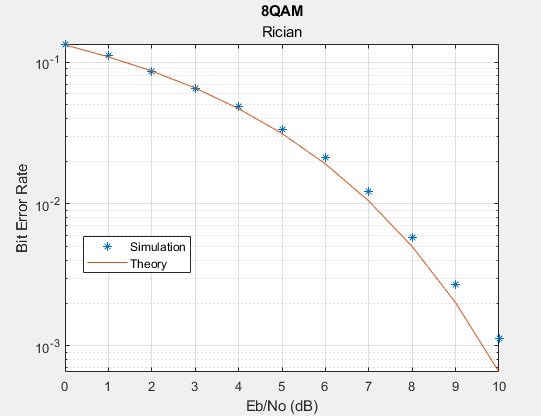 8QAM
Rician
10^-1
10^-2
10^-3
Bit Error Rate
Simulation
Theory
0 1 2 3 4 5 6 7 8 9 10
Eb/No (dB)